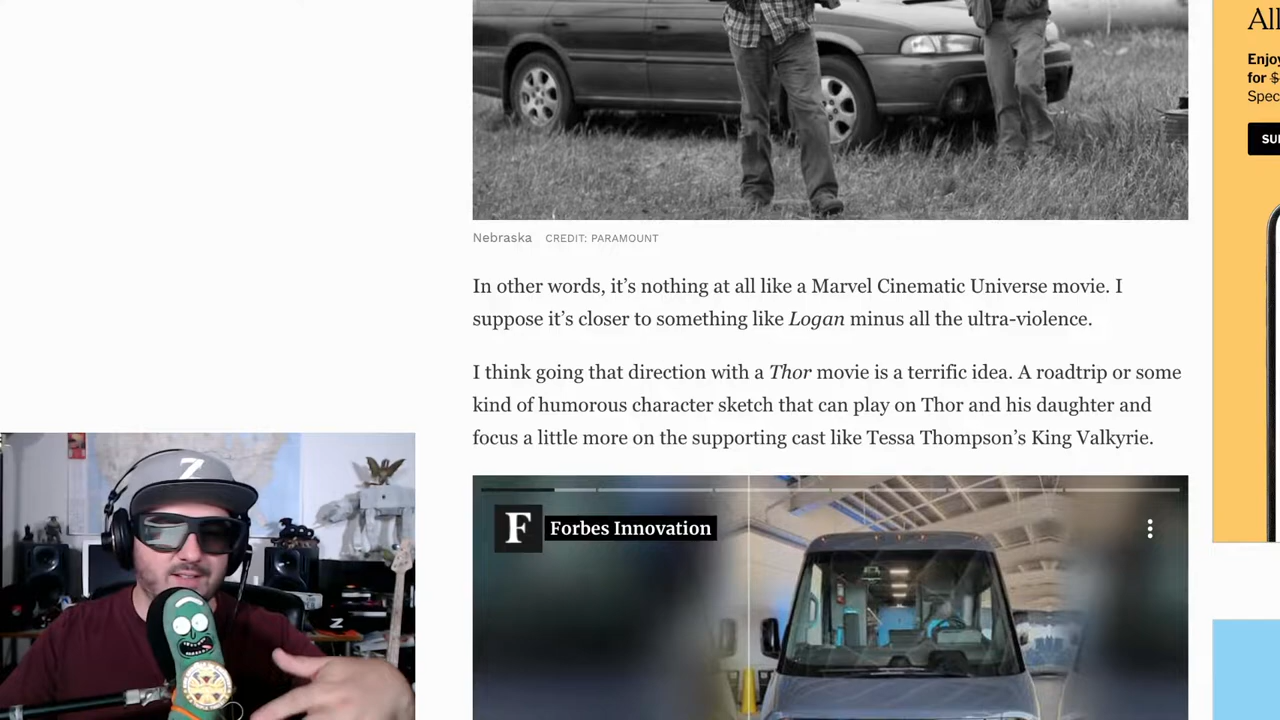 All
Enjoy
for $
Spec
SU
Nebraska CREDIT: PARAMOUNT
In other words, it’s nothing at all like a Marvel Cinematic Universe movie. I
suppose it’s closer to something like Logan minus all the ultra-violence.
I think going that direction with a Thor movie is a terrific idea. A roadtrip or some
kind of humorous character sketch that can play on Thor and his daughter and
focus a little more on the supporting cast like Tessa Thompson’s King Valkyrie.
F Forbes Innovation
Z
Z